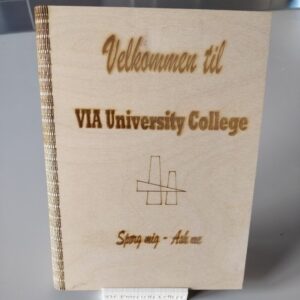 Velkommen til
VIA University College
Spørg mig - Ask me